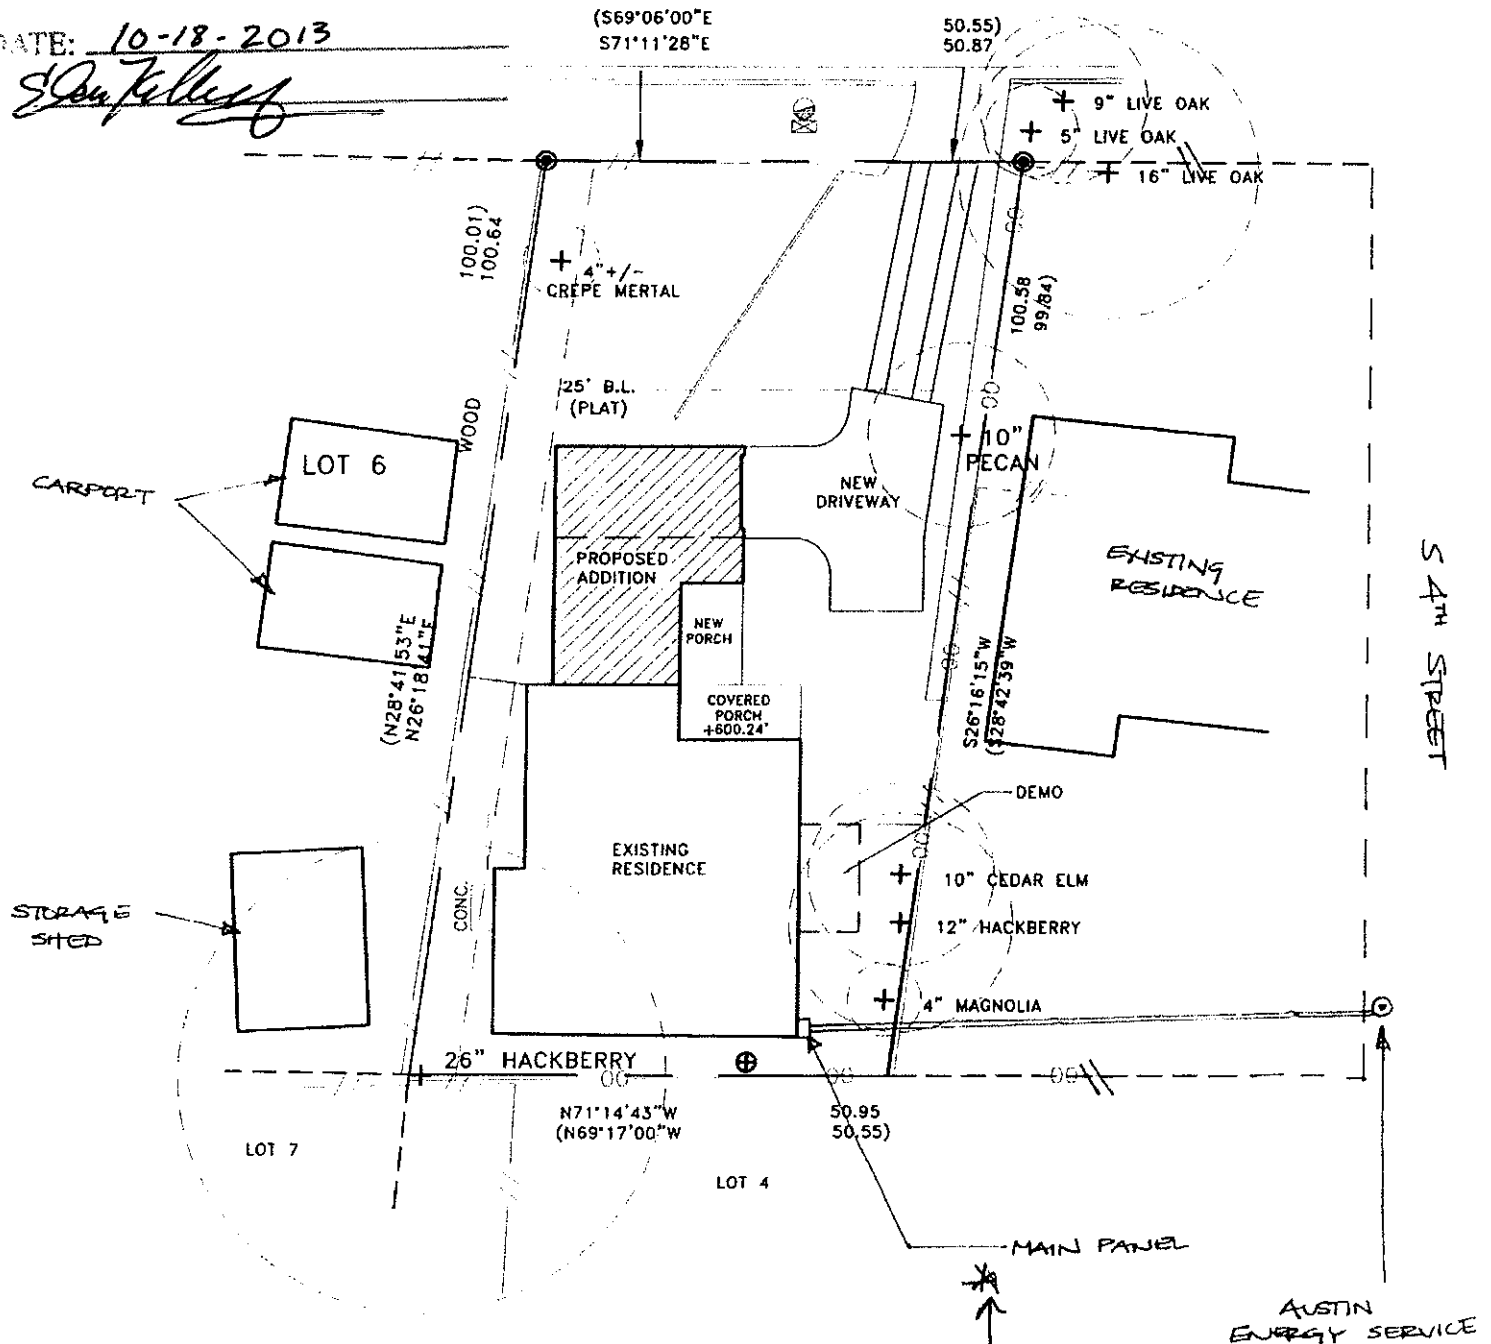 DATE: 10-18-2013
(S69°06'00"E
S71°11'28"E
50.55)
50.87
9" LIVE OAK
5" LIVE OAK
16" LIVE OAK
100.01)
100.64
4"+/-
CREPE MERTAL
100.58
99.84)
25' B.L.
(PLAT)
WOOD
LOT 6
CARPORT
10"
PECAN
NEW
DRIVEWAY
PROPOSED
ADDITION
EXISTING
RESIDENCE
S 4TH STREET
NEW
PORCH
(N28°41'53"E
N26°18'41"E
COVERED
PORCH
+600.24'
S26°16'15"W
(S28°42'39"W
DEMO
EXISTING
RESIDENCE
10" CEDAR ELM
CONC.
STORAGE
SHED
12" HACKBERRY
4" MAGNOLIA
26" HACKBERRY
N71°14'43"W
(N69°17'00"W
50.95
50.55)
LOT 7
LOT 4
MAIN PANEL
AUSTIN
ENERGY SERVICE